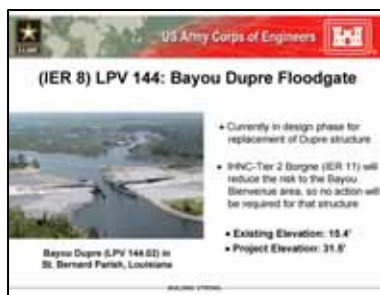 US Army Corps of Engineers
(IER 8) LPV 144: Bayou Dupre Floodgate
• Currently in design phase for
replacement of Dupre structure
• IHNC-Tier 2 Borgne (IER 11) will
reduce the risk to the Bayou
Bienvenue area, so no action will
be required for that structure
• Existing Elevation: 18.4'
• Project Elevation: 31.5'
Bayou Dupre (LPV 144.02) in
St. Bernard Parish, Louisiana
BUILDING STRONG